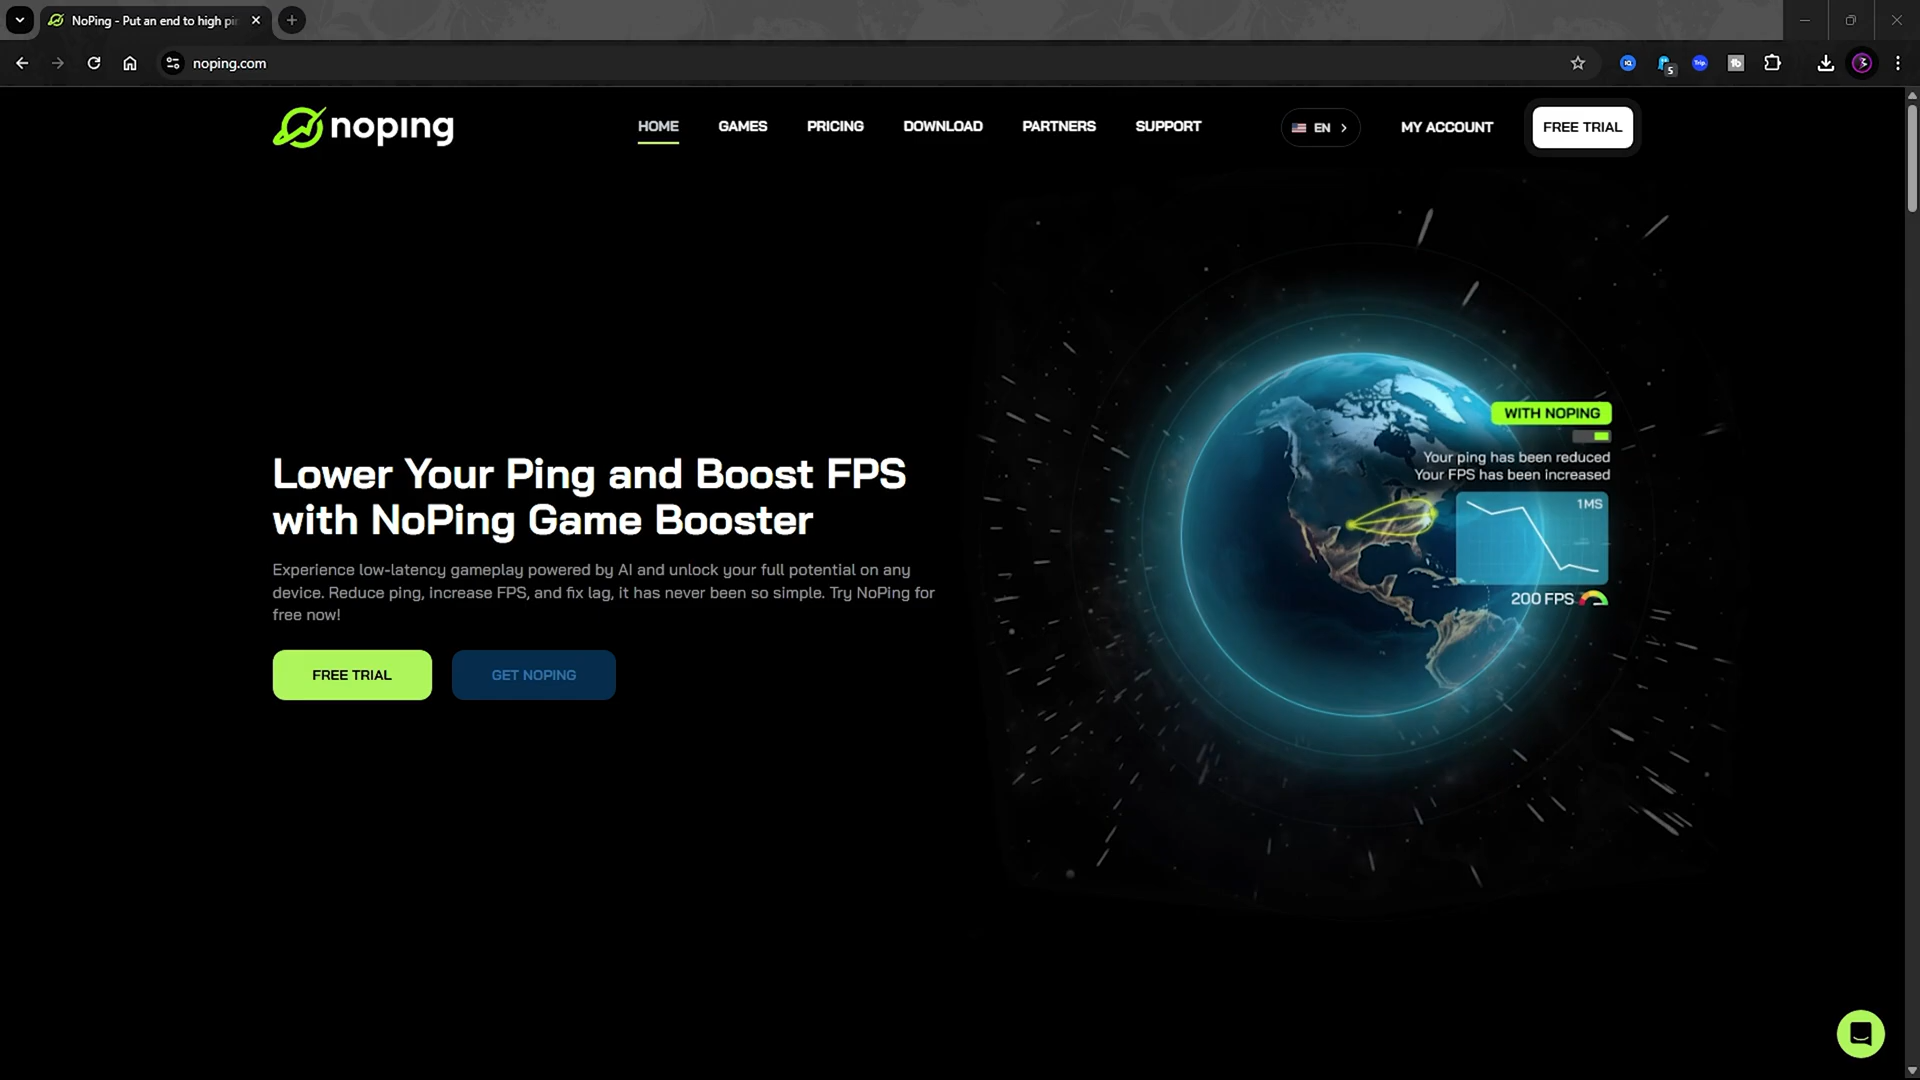 NoPing - Put an end to high pi
noping.com
5
noping
HOME
GAMES
PRICING
DOWNLOAD
PARTNERS
SUPPORT
EN
MY ACCOUNT
FREE TRIAL
Lower Your Ping and Boost FPS
with NoPing Game Booster
Experience low-latency gameplay powered by AI and unlock your full potential on any
device. Reduce ping, increase FPS, and fix lag, it has never been so simple. Try NoPing for
free now!
FREE TRIAL
GET NOPING
WITH NOPING
Your ping has been reduced
Your FPS has been increased
1 MS
200 FPS